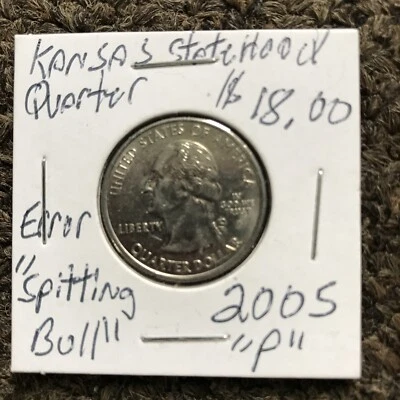 KANSAS StateHood
Quarter
$ 18.00
UNITED STATES OF AMERICA
LIBERTY
IN
GOD WE
TRUST
P
QUARTER DOLLAR
Error
"Spitting
Bull"
2005
"P"